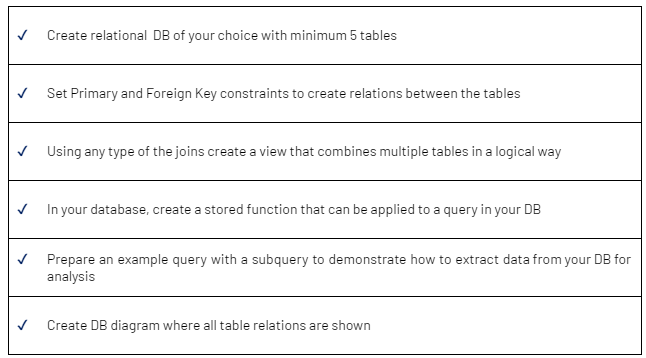 ✓ Create relational DB of your choice with minimum 5 tables
✓ Set Primary and Foreign Key constraints to create relations between the tables
✓ Using any type of the joins create a view that combines multiple tables in a logical way
✓ In your database, create a stored function that can be applied to a query in your DB
✓ Prepare an example query with a subquery to demonstrate how to extract data from your DB for
analysis
✓ Create DB diagram where all table relations are shown